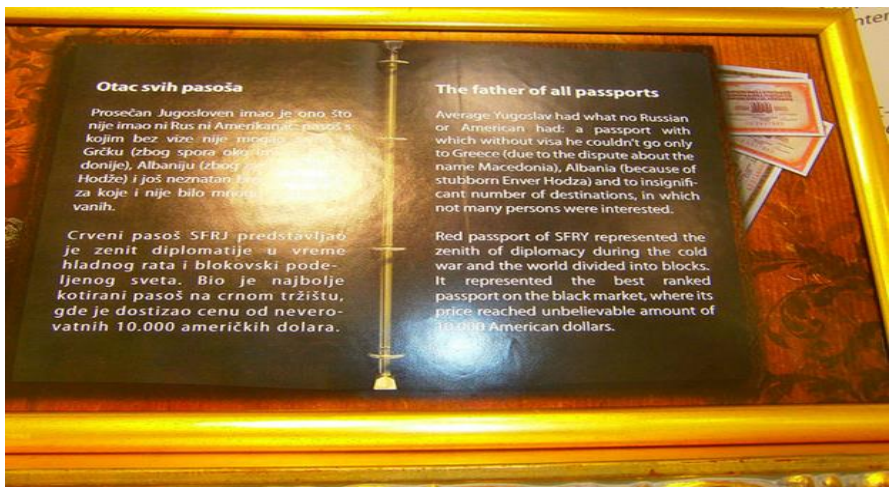 Otac svih pasoša
Prosečan Jugosloven imao je ono što
nije imao ni Rus ni Amerikanac: pasoš s
kojim bez vize nije mogao
Grčku (zbog spora oko
donije), Albaniju (zbog
Hodže) i još neznatan
za koje i nije bilo
vanih.
Crveni pasoš SFRJ predstavljao
je zenit diplomatije u vreme
hladnog rata i blokovski pode-
ljenog sveta. Bio je najbolje
kotirani pasoš na crnom tržištu,
gde je dostizao cenu od nevero-
vatnih 10.000 američkih dolara.
The father of all passports
Average Yugoslav had what no Russian
or American had: a passport with
which without visa he couldn't go only
to Greece (due to the dispute about the
name Macedonia), Albania (because of
stubborn Enver Hodza) and to insignifi-
cant number of destinations, in which
not many persons were interested.
Red passport of SFRY represented the
zenith of diplomacy during the cold
war and the world divided into blocks.
It represented the best ranked
passport on the black market, where its
price reached unbelievable amount of
10.000 American dollars.